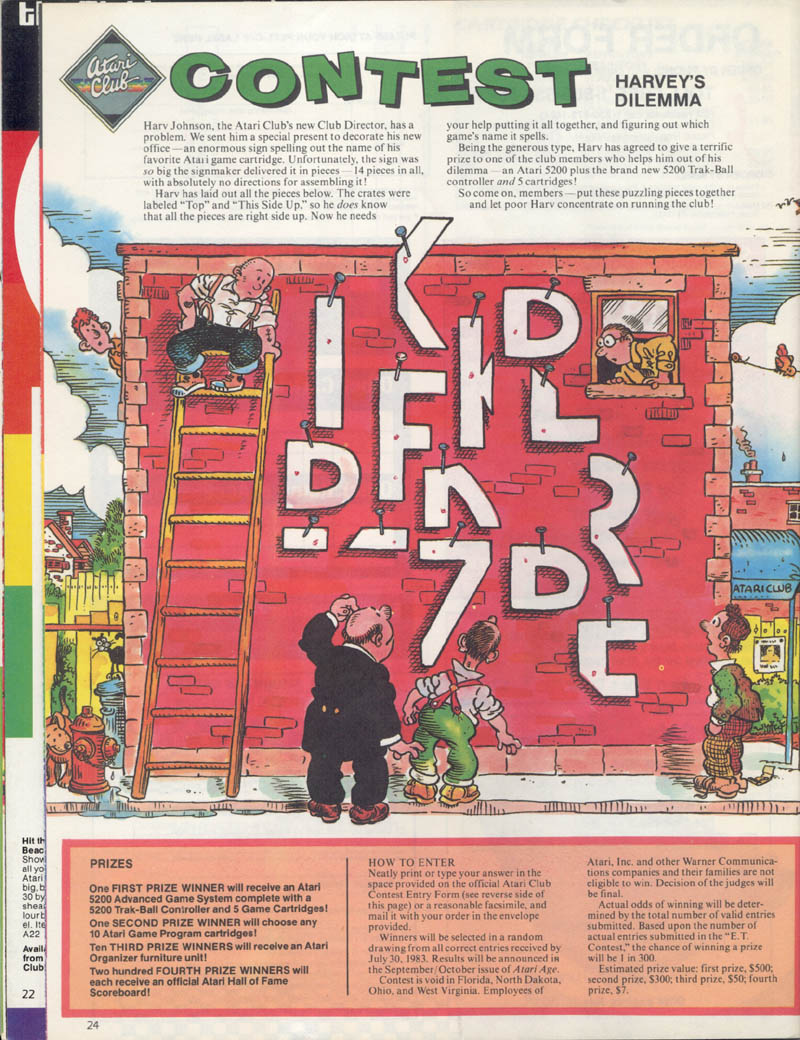 Atari
Club
CONTEST
HARVEY'S
DILEMMA
Harv Johnson, the Atari Club's new Club Director, has a
problem. We sent him a special present to decorate his new
office—an enormous sign spelling out the name of his
favorite Atari game cartridge. Unfortunately, the sign was
so big the signmaker delivered it in pieces—14 pieces in all,
with absolutely no directions for assembling it!
Harv has laid out all the pieces below. The crates were
labeled "Top" and "This Side Up," so he does know
that all the pieces are right side up. Now he needs
your help putting it all together, and figuring out which
game's name it spells.
Being the generous type, Harv has agreed to give a terrific
prize to one of the club members who helps him out of his
dilemma—an Atari 5200 plus the brand new 5200 Trak-Ball
controller and 5 cartridges!
So come on, members—put these puzzling pieces together
and let poor Harv concentrate on running the club!
ATARI CLUB
PRIZES
One FIRST PRIZE WINNER will receive an Atari
5200 Advanced Game System complete with a
5200 Trak-Ball Controller and 5 Game Cartridges!
One SECOND PRIZE WINNER will choose any
10 Atari Game Program cartridges!
Ten THIRD PRIZE WINNERS will receive an Atari
Organizer furniture unit!
Two hundred FOURTH PRIZE WINNERS will
each receive an official Atari Hall of Fame
Scoreboard!
HOW TO ENTER
Neatly print or type your answer in the
space provided on the official Atari Club
Contest Entry Form (see reverse side of
this page) or a reasonable facsimile, and
mail it with your order in the envelope
provided.
Winners will be selected in a random
drawing from all correct entries received by
July 30, 1983. Results will be announced in
the September/October issue of Atari Age.
Contest is void in Florida, North Dakota,
Ohio, and West Virginia. Employees of
Atari, Inc. and other Warner Communica-
tions companies and their families are not
eligible to win. Decision of the judges will
be final.
Actual odds of winning will be deter-
mined by the total number of valid entries
submitted. Based upon the number of
actual entries submitted in the "E.T.
Contest," the chance of winning a prize
will be 1 in 300.
Estimated prize value: first prize, $500;
second prize, $300; third prize, $50; fourth
prize, $7.
24
Hit th
Beac
Show
all yo
Atari
big, b
30 by
shea
lour b
el. Ite
A22
Avail
from
Club
22